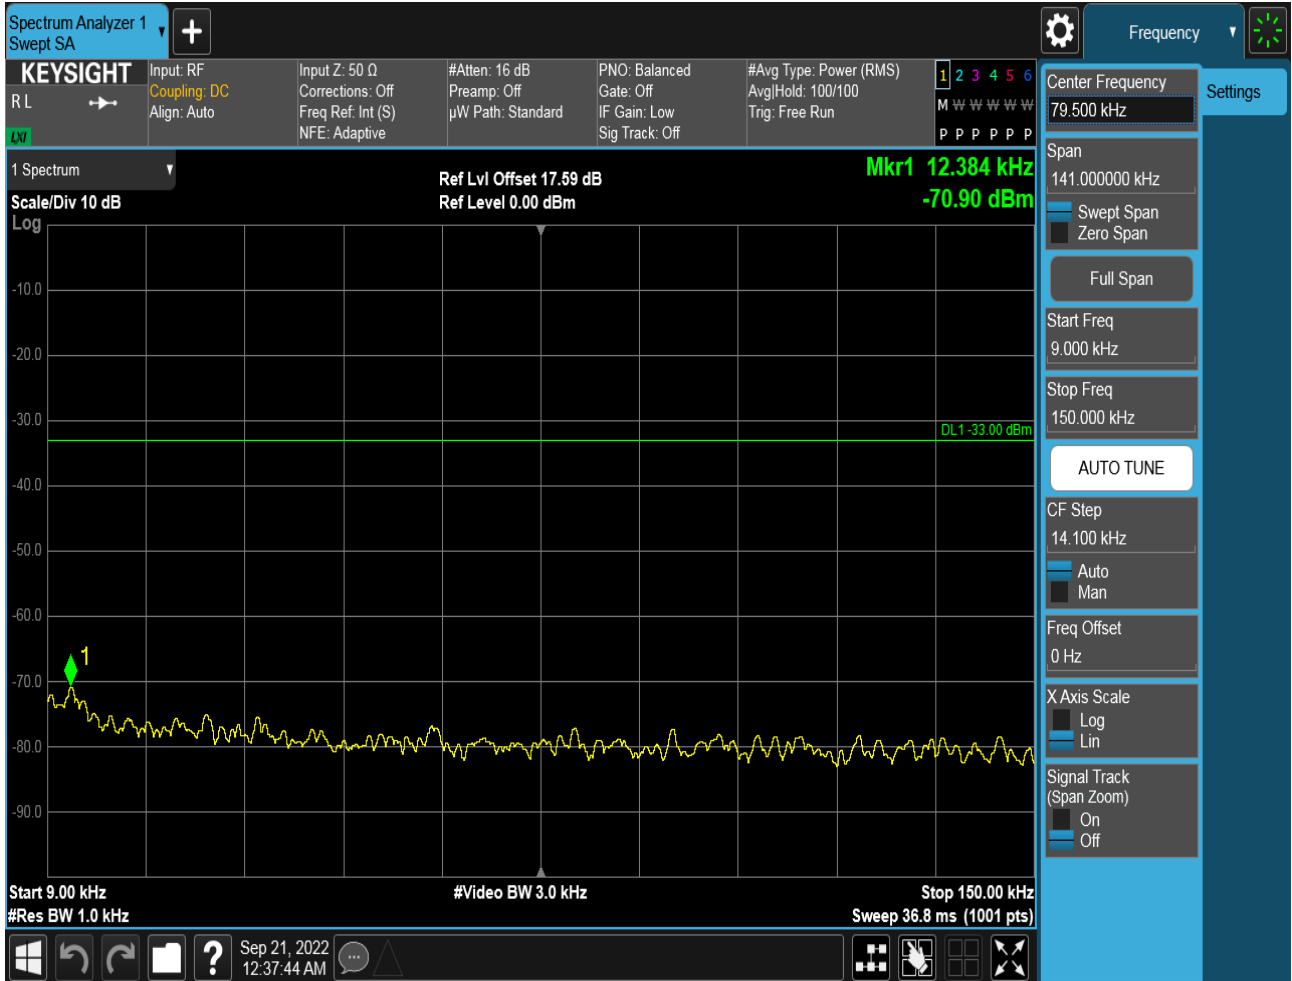 Spectrum Analyzer 1
Swept SA
Frequency
KEYSIGHT
R L
LXI
Input: RF
Coupling: DC
Align: Auto
Input Z: 50 Ω
Corrections: Off
Freq Ref: Int (S)
NFE: Adaptive
#Atten: 16 dB
Preamp: Off
µW Path: Standard
PNO: Balanced
Gate: Off
IF Gain: Low
Sig Track: Off
#Avg Type: Power (RMS)
Avg|Hold: 100/100
Trig: Free Run
1 2 3 4 5 6
M W W W W W
P P P P P P
1 Spectrum
Scale/Div 10 dB
Log
Ref Lvl Offset 17.59 dB
Ref Level 0.00 dBm
Mkr1 12.384 kHz
-70.90 dBm
-10.0
-20.0
-30.0
DL1 -33.00 dBm
-40.0
-50.0
-60.0
1
-70.0
-80.0
-90.0
Start 9.00 kHz
#Video BW 3.0 kHz
Stop 150.00 kHz
#Res BW 1.0 kHz
Sweep 36.8 ms (1001 pts)
?
Sep 21, 2022
12:37:44 AM
Center Frequency
79.500 kHz
Settings
Span
141.000000 kHz
Swept Span
Zero Span
Full Span
Start Freq
9.000 kHz
Stop Freq
150.000 kHz
AUTO TUNE
CF Step
14.100 kHz
Auto
Man
Freq Offset
0 Hz
X Axis Scale
Log
Lin
Signal Track
(Span Zoom)
On
Off